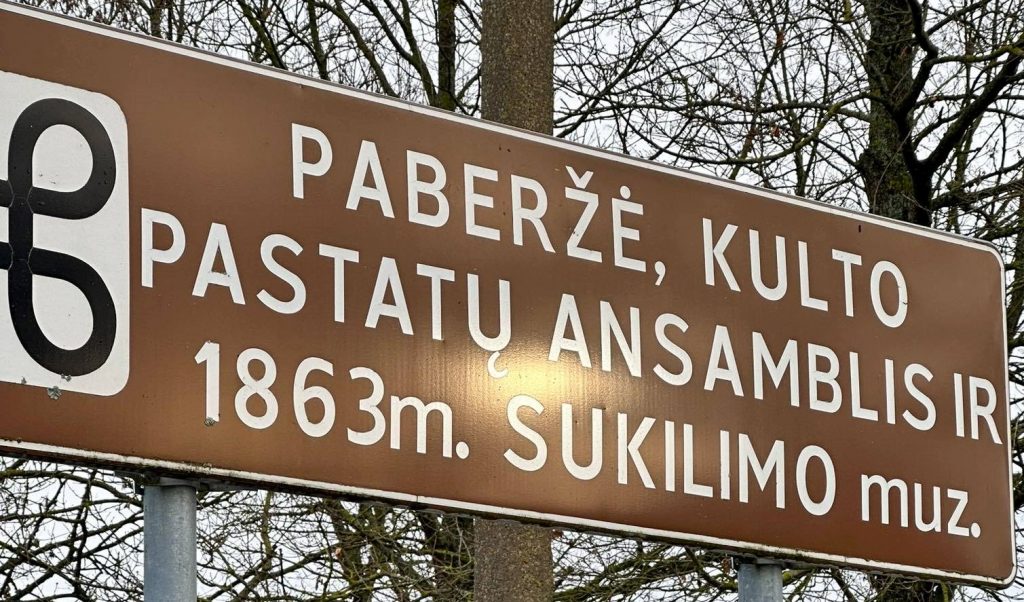 PABERŽĖ, KULTO
PASTATŲ ANSAMBLIS IR
1863m. SUKILIMO muz.